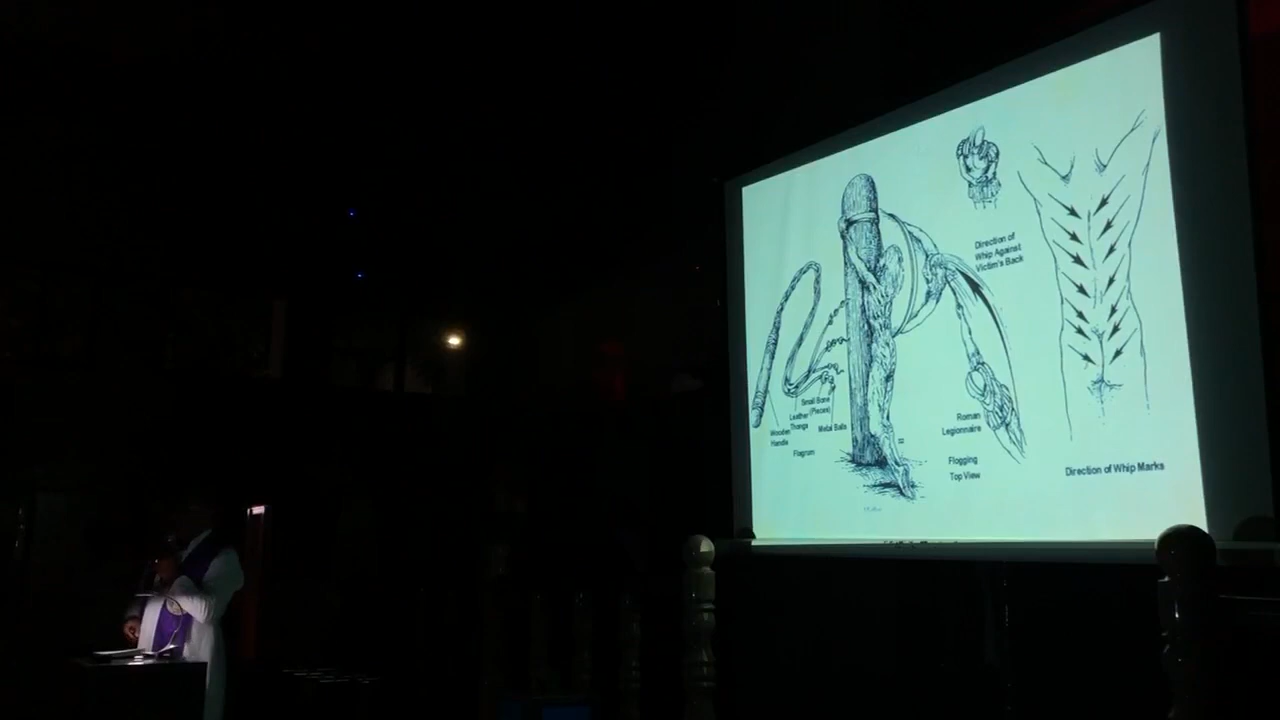 Direction of
Whip Against
Victim's Back
Small Bone
(Pieces)
Leather
Thongs
Metal Balls
Wooden
Handle
Flagrum
Roman
Legionnaire
Flogging
Top View
Direction of Whip Marks